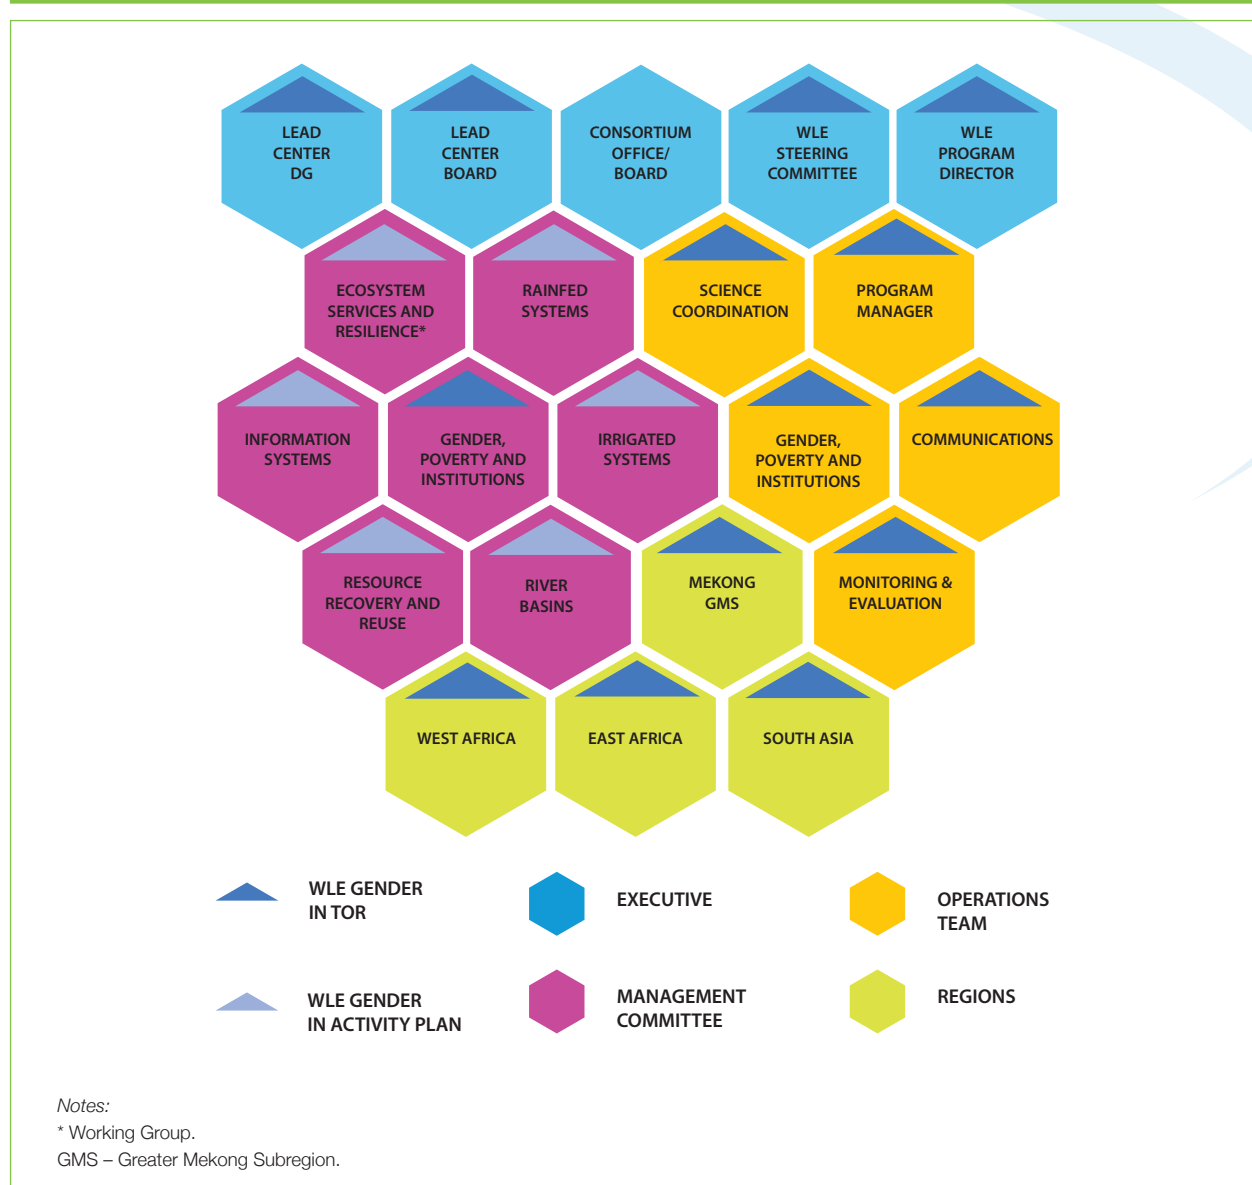 LEAD
CENTER
DG
LEAD
CENTER
BOARD
CONSORTIUM
OFFICE/
BOARD
WLE
STEERING
COMMITTEE
WLE
PROGRAM
DIRECTOR
ECOSYSTEM
SERVICES AND
RESILIENCE*
RAINFED
SYSTEMS
SCIENCE
COORDINATION
PROGRAM
MANAGER
INFORMATION
SYSTEMS
GENDER,
POVERTY AND
INSTITUTIONS
IRRIGATED
SYSTEMS
GENDER,
POVERTY AND
INSTITUTIONS
COMMUNICATIONS
RESOURCE
RECOVERY AND
REUSE
RIVER
BASINS
MEKONG
GMS
MONITORING &
EVALUATION
WEST AFRICA
EAST AFRICA
SOUTH ASIA
WLE GENDER
IN TOR
EXECUTIVE
OPERATIONS
TEAM
WLE GENDER
IN ACTIVITY PLAN
MANAGEMENT
COMMITTEE
REGIONS
Notes:
* Working Group.
GMS – Greater Mekong Subregion.